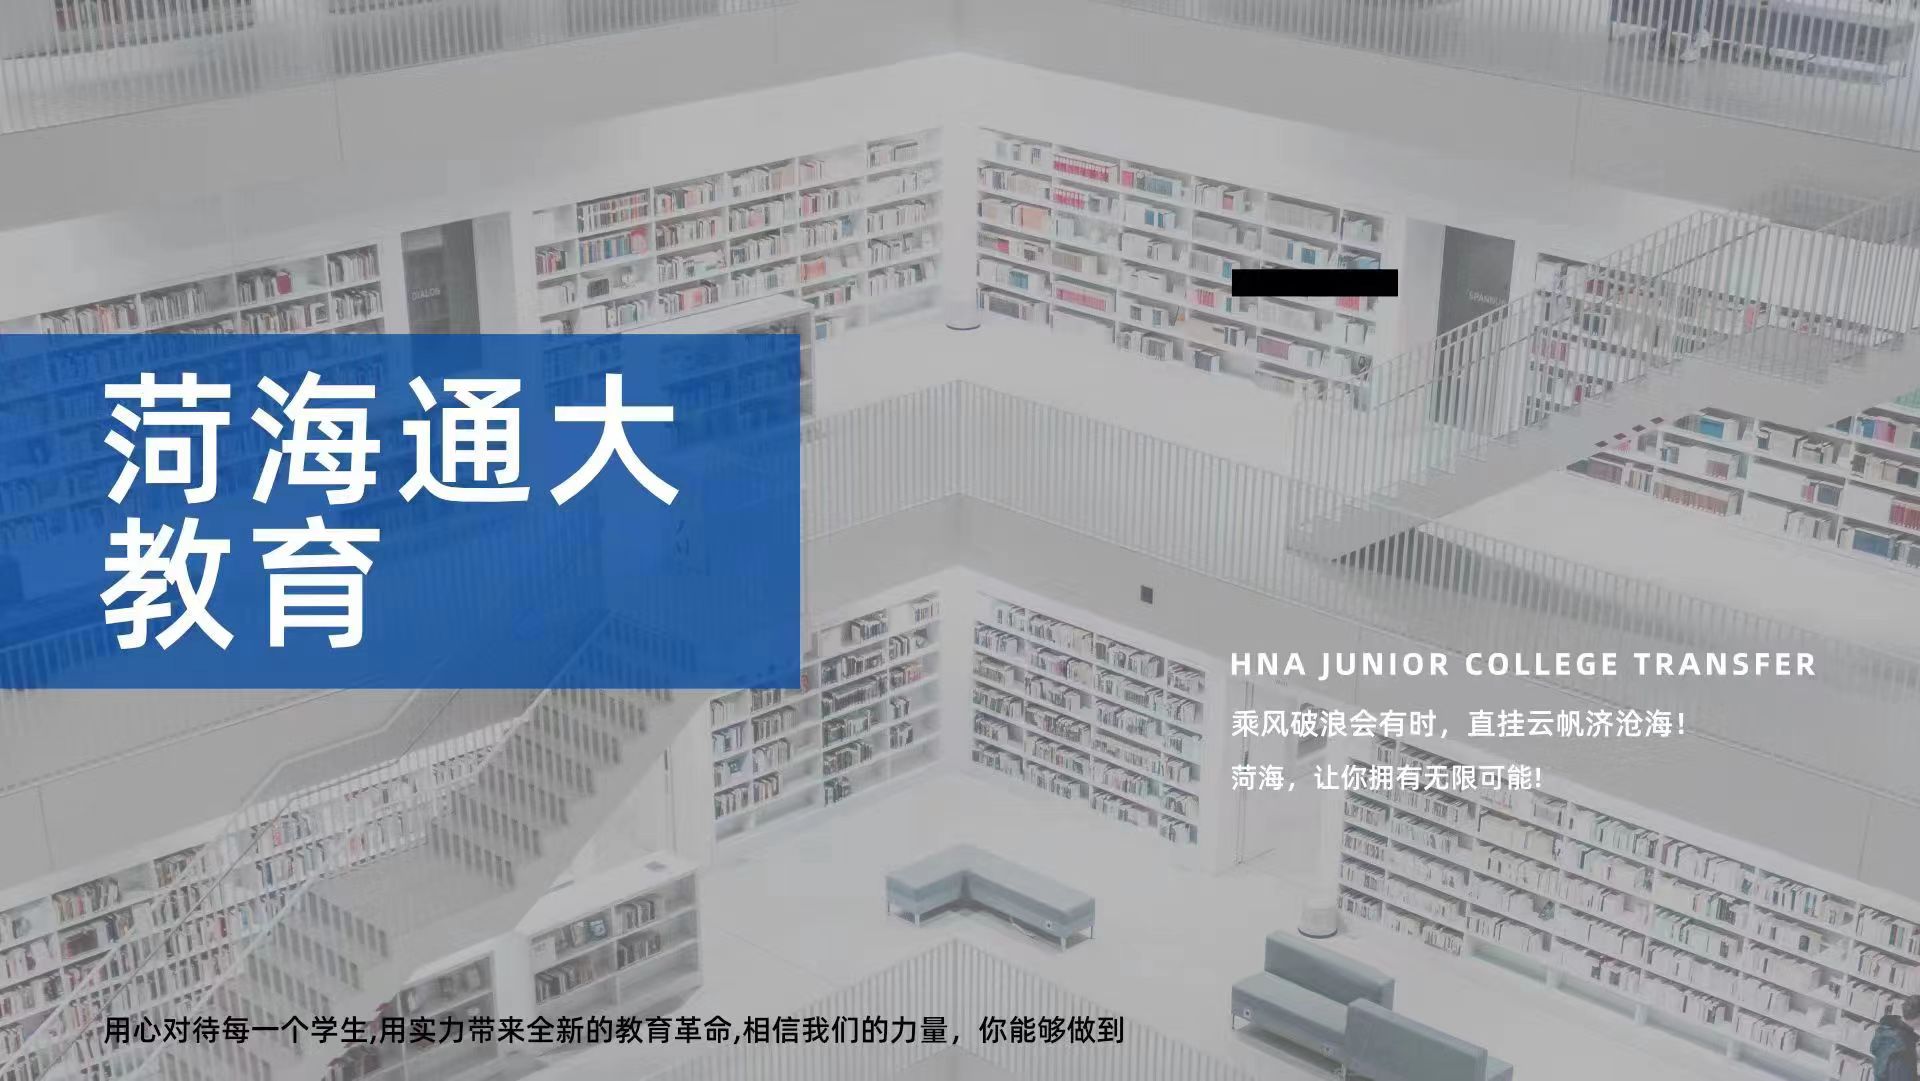 菏海通大
教育
DIALOG
HNA JUNIOR COLLEGE TRANSFER
乘风破浪会有时，直挂云帆济沧海！
菏海，让你拥有无限可能!
用心对待每一个学生,用实力带来全新的教育革命,相信我们的力量，你能够做到